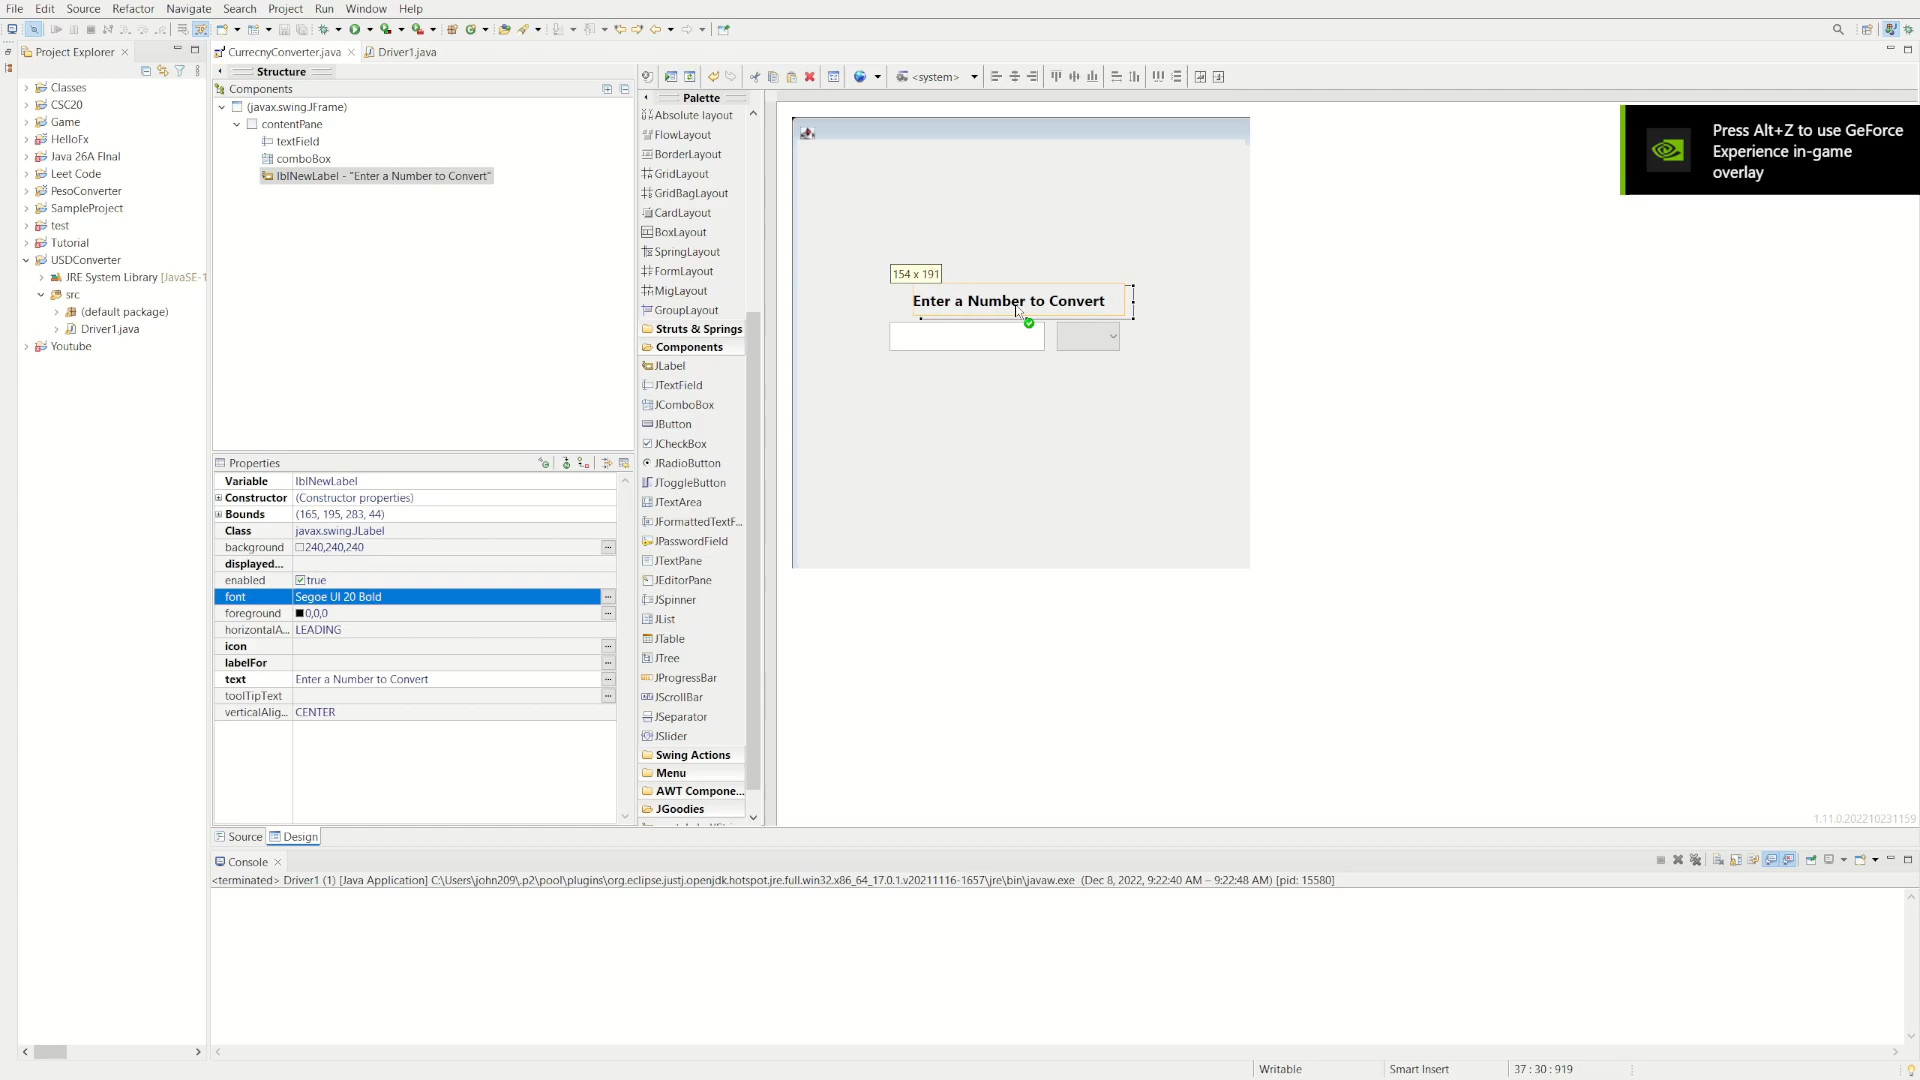 File Edit Source Refactor Navigate Search Project Run Window Help
<system>
Project Explorer
CurrecnyConverter.java
Driver1.java
Classes
CSC20
Game
HelloFx
Java 26A FInal
Leet Code
PesoConverter
SampleProject
test
Tutorial
USDConverter
JRE System Library [JavaSE-1
src
(default package)
Driver1.java
Youtube
Structure
Components
(javax.swing.JFrame)
contentPane
textField
comboBox
lblNewLabel - "Enter a Number to Convert"
Properties
Variable lblNewLabel
Constructor (Constructor properties)
Bounds (165, 195, 283, 44)
Class javax.swing.JLabel
background 240,240,240
displayed...
enabled true
font Segoe UI 20 Bold
foreground 0,0,0
horizontalA... LEADING
icon
labelFor
text Enter a Number to Convert
toolTipText
verticalAlig... CENTER
Palette
Absolute layout
FlowLayout
BorderLayout
GridLayout
GridBagLayout
CardLayout
BoxLayout
SpringLayout
FormLayout
MigLayout
GroupLayout
Struts & Springs
Components
JLabel
JTextField
JComboBox
JButton
JCheckBox
JRadioButton
JToggleButton
JTextArea
JFormattedTextF...
JPasswordField
JTextPane
JEditorPane
JSpinner
JList
JTable
JTree
JProgressBar
JScrollBar
JSeparator
JSlider
Swing Actions
Menu
AWT Compone...
JGoodies
154 x 191
Enter a Number to Convert
Press Alt+Z to use GeForce
Experience in-game
overlay
1.11.0.202210231159
Source Design
Console
<terminated> Driver1 (1) [Java Application] C:\Users\john209\.p2\pool\plugins\org.eclipse.justj.openjdk.hotspot.jre.full.win32.x86_64_17.0.1.v20211116-1657\jre\bin\javaw.exe (Dec 8, 2022, 9:22:40 AM – 9:22:48 AM) [pid: 15580]
Writable Smart Insert 37 : 30 : 919